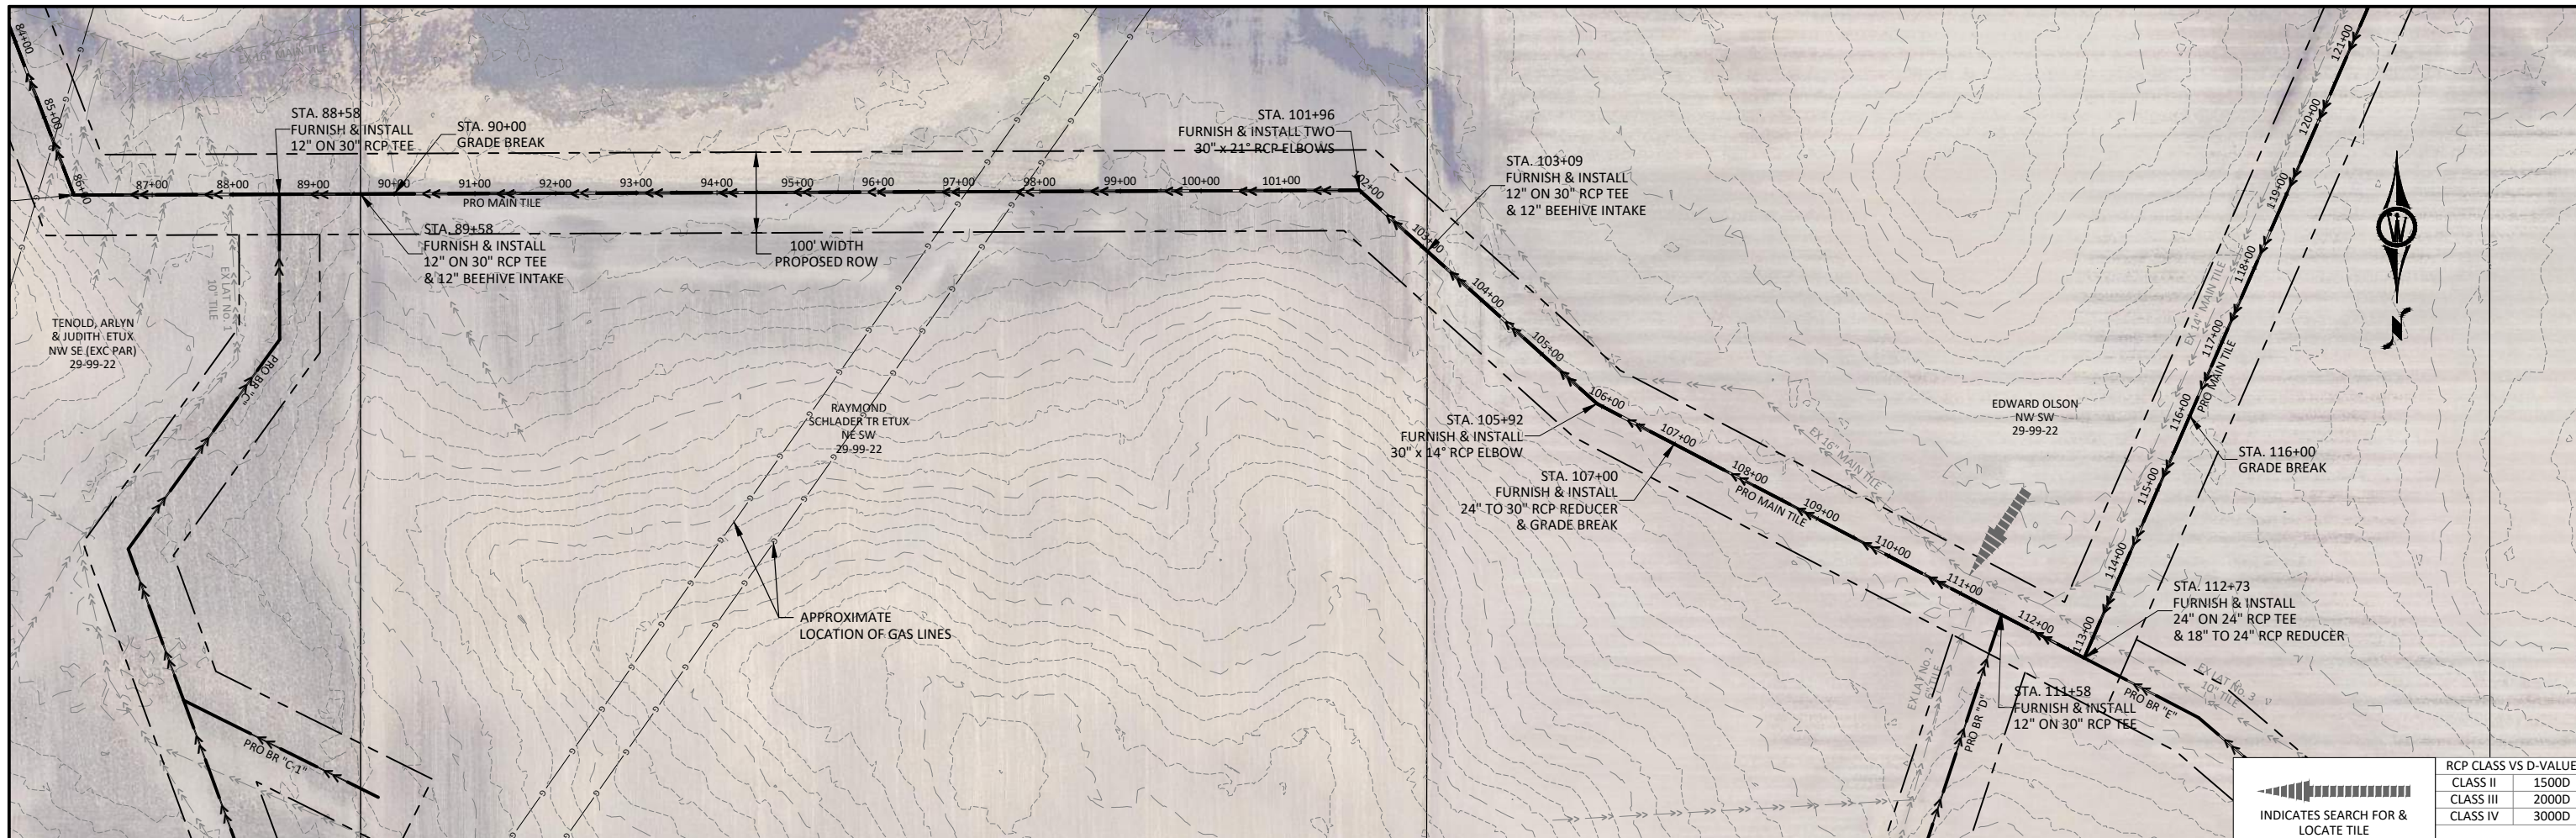 84+00
85+00
86+00
87+00
88+00
89+00
90+00
91+00
92+00
93+00
94+00
95+00
96+00
97+00
98+00
99+00
100+00
101+00
02+00
103+00
104+00
105+00
106+00
107+00
108+00
109+00
110+00
111+00
112+00
113+00
114+00
115+00
116+00
117+00
118+00
119+00
120+00
121+00
EX 16" MAIN TILE
STA. 88+58
FURNISH & INSTALL
12" ON 30" RCP TEE
STA. 90+00
GRADE BREAK
PRO MAIN TILE
STA. 89+58
FURNISH & INSTALL
12" ON 30" RCP TEE
& 12" BEEHIVE INTAKE
100' WIDTH
PROPOSED ROW
STA. 101+96
FURNISH & INSTALL TWO
30" x 21° RCP ELBOWS
STA. 103+09
FURNISH & INSTALL
12" ON 30" RCP TEE
& 12" BEEHIVE INTAKE
EX LAT No. 1
10" TILE
TENOLD, ARLYN
& JUDITH ETUX
NW SE (EXC PAR)
29-99-22
PRO BR "C"
PRO BR "C-1"
RAYMOND
SCHLADER TR ETUX
NE SW
29-99-22
APPROXIMATE
LOCATION OF GAS LINES
G G G G
STA. 105+92
FURNISH & INSTALL
30" x 14° RCP ELBOW
STA. 107+00
FURNISH & INSTALL
24" TO 30" RCP REDUCER
& GRADE BREAK
PRO MAIN TILE
EX 16" MAIN TILE
EDWARD OLSON
NW SW
29-99-22
EX 14" MAIN TILE
PRO MAIN TILE
STA. 116+00
GRADE BREAK
STA. 112+73
FURNISH & INSTALL
24" ON 24" RCP TEE
& 18" TO 24" RCP REDUCER
STA. 111+58
FURNISH & INSTALL
12" ON 30" RCP TEE
EX LAT No. 2
6" TILE
PRO BR "D"
PRO BR "E"
EX LAT No. 3
10" TILE
N
INDICATES SEARCH FOR &
LOCATE TILE
RCP CLASS VS D-VALUE
CLASS II 1500D
CLASS III 2000D
CLASS IV 3000D